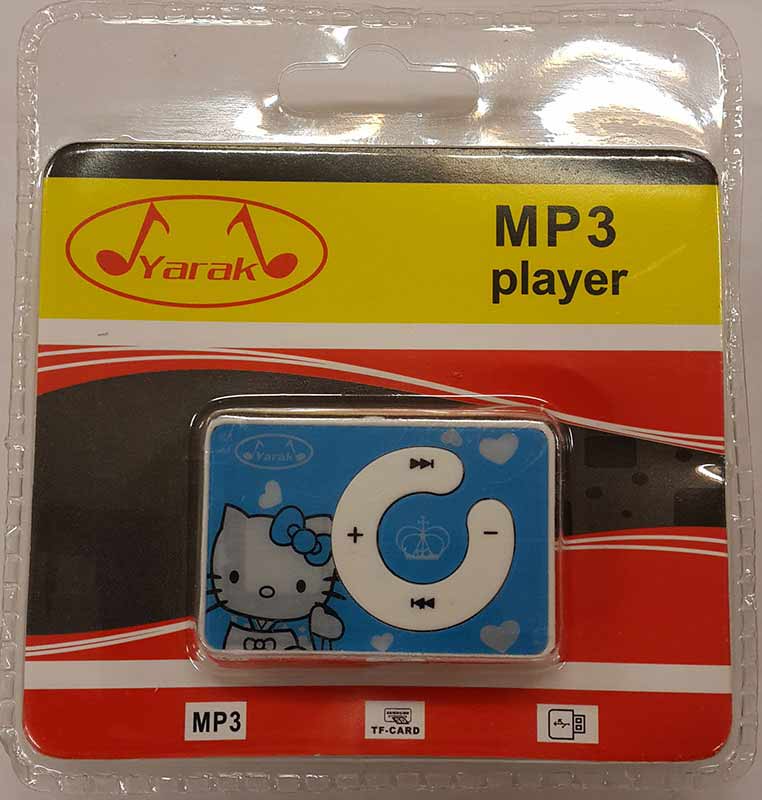 Yarak
MP3
player
Yarak
+
-
MP3
TF-CARD